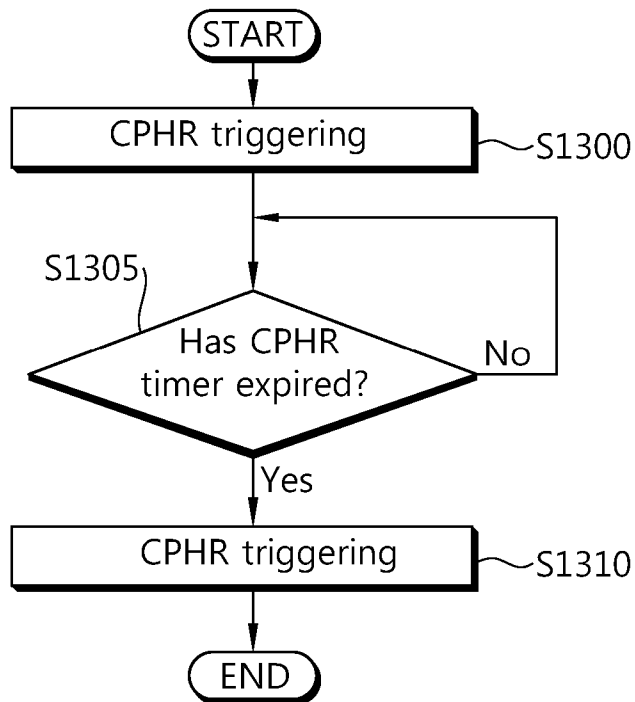 START
CPHR triggering
S1300
S1305
Has CPHR
timer expired?
No
Yes
CPHR triggering
S1310
END